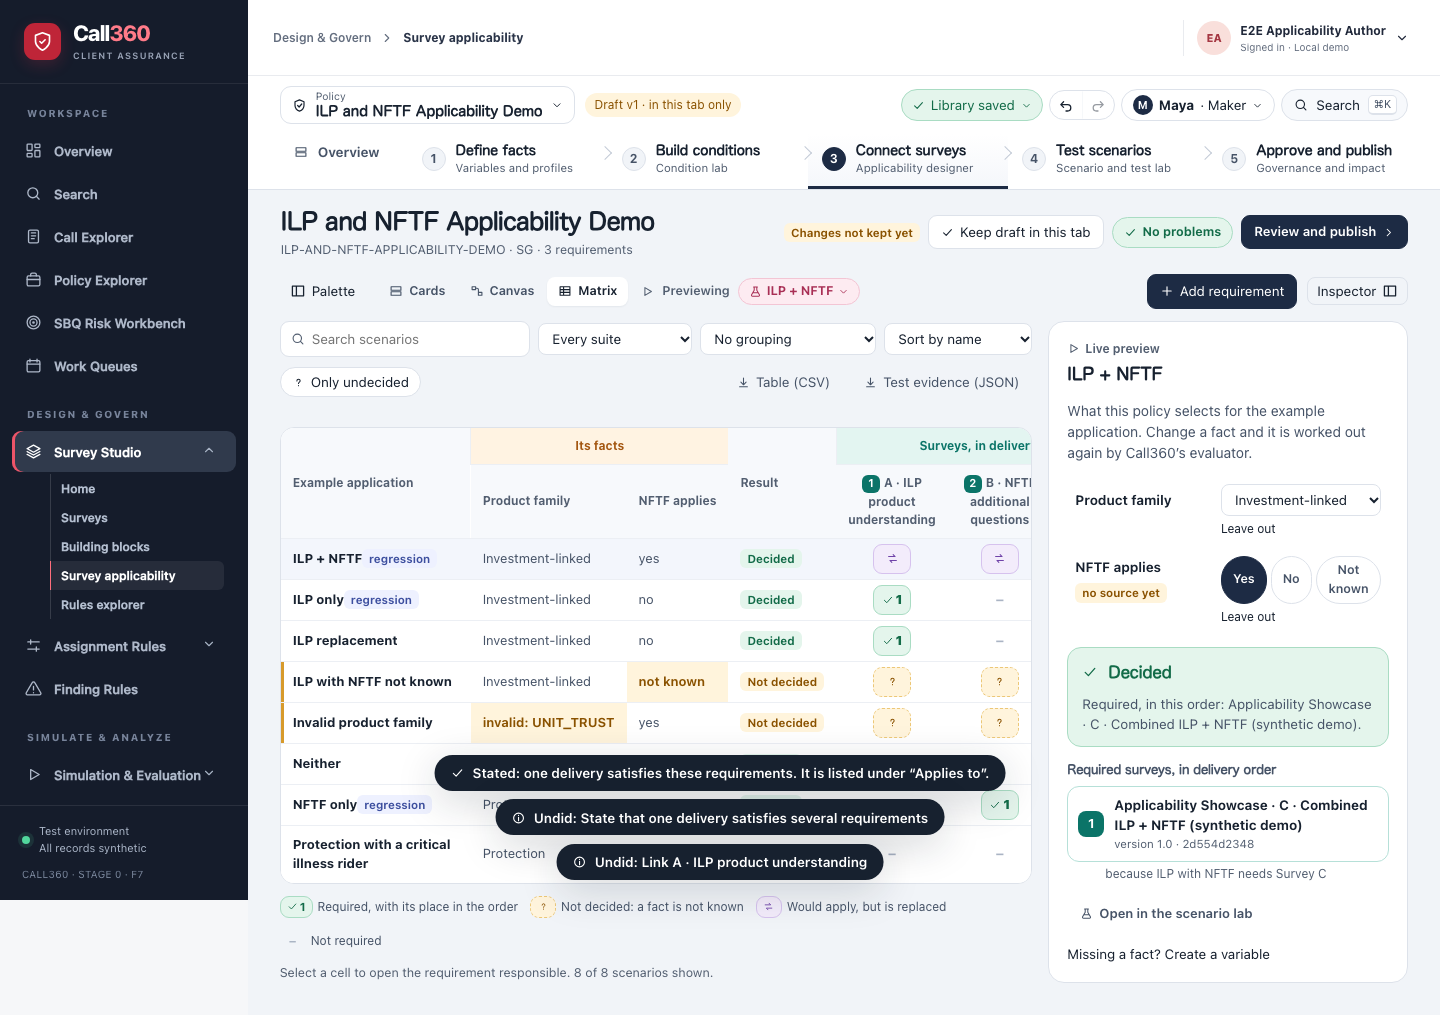 Call360
CLIENT ASSURANCE
WORKSPACE
Overview
Search
Call Explorer
Policy Explorer
SBQ Risk Workbench
Work Queues
DESIGN & GOVERN
Survey Studio
Home
Surveys
Building blocks
Survey applicability
Rules explorer
Assignment Rules
Finding Rules
SIMULATE & ANALYZE
Simulation & Evaluation
Test environment
All records synthetic
CALL360 · STAGE 0 · F7
Design & Govern
Survey applicability
EA
E2E Applicability Author
Signed in · Local demo
Policy
ILP and NFTF Applicability Demo
Draft v1 · in this tab only
Library saved
M Maya · Maker
Search ⌘K
Overview
1 Define facts
Variables and profiles
2 Build conditions
Condition lab
3 Connect surveys
Applicability designer
4 Test scenarios
Scenario and test lab
5 Approve and publish
Governance and impact
ILP and NFTF Applicability Demo
ILP-AND-NFTF-APPLICABILITY-DEMO · SG · 3 requirements
Changes not kept yet
Keep draft in this tab
No problems
Review and publish
Palette
Cards
Canvas
Matrix
Previewing
ILP + NFTF
Add requirement
Inspector
Search scenarios
Every suite
No grouping
Sort by name
? Only undecided
Table (CSV)
Test evidence (JSON)
Its facts
Surveys, in deliver
Example application
Product family
NFTF applies
Result
1 A · ILP
product
understanding
2 B · NFT
additional
questions
ILP + NFTF regression Investment-linked yes Decided
ILP only regression Investment-linked no Decided 1 –
ILP replacement Investment-linked no Decided 1 –
ILP with NFTF not known Investment-linked not known Not decided ? ?
Invalid product family invalid: UNIT_TRUST yes Not decided ? ?
Neither
Stated: one delivery satisfies these requirements. It is listed under “Applies to”.
NFTF only regression Pro 1
Undid: State that one delivery satisfies several requirements
Protection with a critical
illness rider
Protection – –
Undid: Link A · ILP product understanding
1 Required, with its place in the order
? Not decided: a fact is not known
Would apply, but is replaced
– Not required
Select a cell to open the requirement responsible. 8 of 8 scenarios shown.
Live preview
ILP + NFTF
What this policy selects for the example
application. Change a fact and it is worked out
again by Call360’s evaluator.
Product family
Investment-linked
Leave out
NFTF applies
no source yet
Yes
No
Not
known
Leave out
Decided
Required, in this order: Applicability Showcase
· C · Combined ILP + NFTF (synthetic demo).
Required surveys, in delivery order
1
Applicability Showcase · C · Combined
ILP + NFTF (synthetic demo)
version 1.0 · 2d554d2348
because ILP with NFTF needs Survey C
Open in the scenario lab
Missing a fact? Create a variable